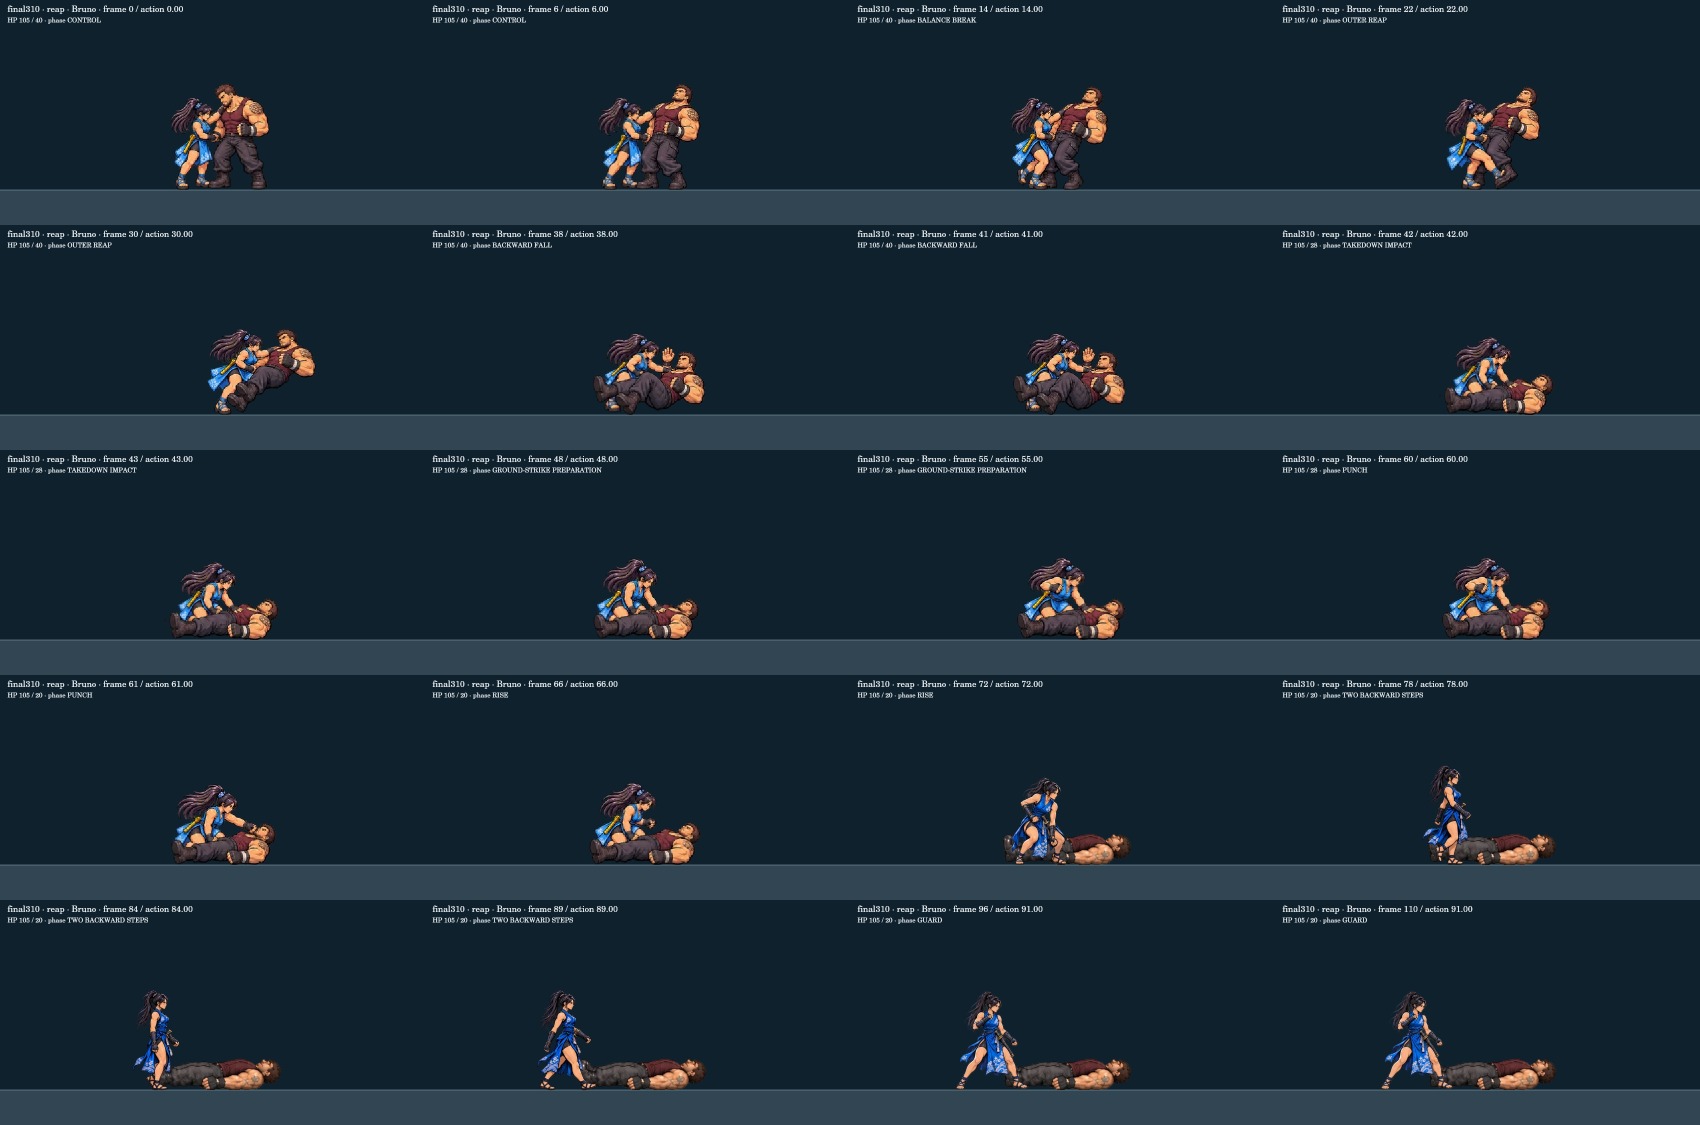 final310 · reap · Bruno · frame 0 / action 0.00
HP 105 / 40 · phase CONTROL
final310 · reap · Bruno · frame 6 / action 6.00
HP 105 / 40 · phase CONTROL
final310 · reap · Bruno · frame 14 / action 14.00
HP 105 / 40 · phase BALANCE BREAK
final310 · reap · Bruno · frame 22 / action 22.00
HP 105 / 40 · phase OUTER REAP
final310 · reap · Bruno · frame 30 / action 30.00
HP 105 / 40 · phase OUTER REAP
final310 · reap · Bruno · frame 38 / action 38.00
HP 105 / 40 · phase BACKWARD FALL
final310 · reap · Bruno · frame 41 / action 41.00
HP 105 / 40 · phase BACKWARD FALL
final310 · reap · Bruno · frame 42 / action 42.00
HP 105 / 28 · phase TAKEDOWN IMPACT
final310 · reap · Bruno · frame 43 / action 43.00
HP 105 / 28 · phase TAKEDOWN IMPACT
final310 · reap · Bruno · frame 48 / action 48.00
HP 105 / 28 · phase GROUND-STRIKE PREPARATION
final310 · reap · Bruno · frame 55 / action 55.00
HP 105 / 28 · phase GROUND-STRIKE PREPARATION
final310 · reap · Bruno · frame 60 / action 60.00
HP 105 / 28 · phase PUNCH
final310 · reap · Bruno · frame 61 / action 61.00
HP 105 / 20 · phase PUNCH
final310 · reap · Bruno · frame 66 / action 66.00
HP 105 / 20 · phase RISE
final310 · reap · Bruno · frame 72 / action 72.00
HP 105 / 20 · phase RISE
final310 · reap · Bruno · frame 78 / action 78.00
HP 105 / 20 · phase TWO BACKWARD STEPS
final310 · reap · Bruno · frame 84 / action 84.00
HP 105 / 20 · phase TWO BACKWARD STEPS
final310 · reap · Bruno · frame 89 / action 89.00
HP 105 / 20 · phase TWO BACKWARD STEPS
final310 · reap · Bruno · frame 96 / action 91.00
HP 105 / 20 · phase GUARD
final310 · reap · Bruno · frame 110 / action 91.00
HP 105 / 20 · phase GUARD